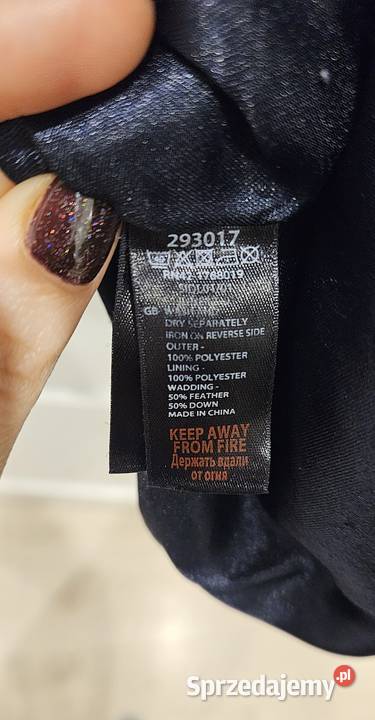 293017
GB
DRY SEPARATELY
IRON ON REVERSE SIDE
OUTER -
100% POLYESTER
LINING -
100% POLYESTER
WADDING -
50% FEATHER
50% DOWN
MADE IN CHINA
KEEP AWAY
FROM FIRE
Держать вдали
от огня
Sprzedajemy.pl